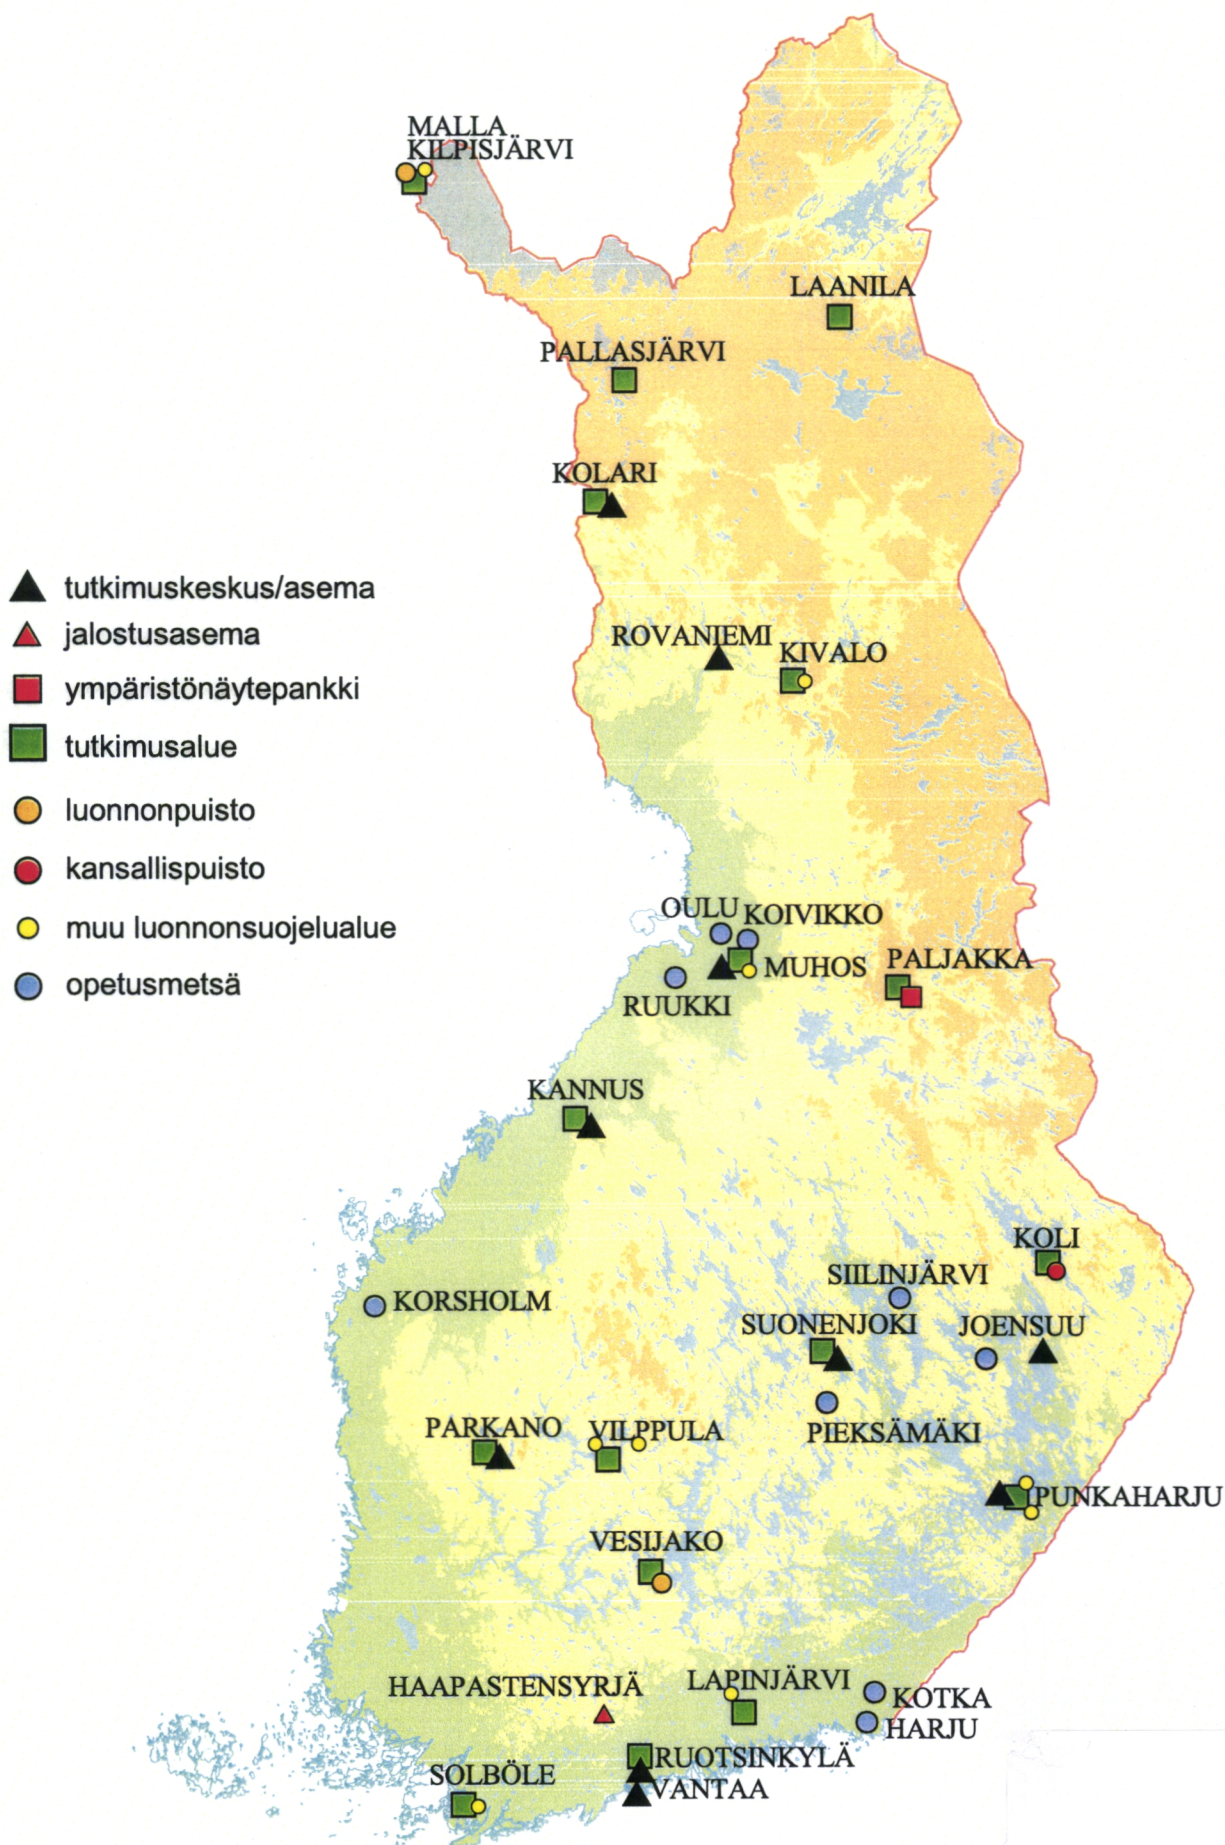 MALLA
KILPISJÄRVI
LAANILA
PALLASJÄRVI
KOLARI
tutkimuskeskus/asema
jalostusasema
ympäristönäytepankki
tutkimusalue
luonnonpuisto
kansallispuisto
muu luonnonsuojelualue
opetusmetsä
ROVANIEMI
KIVALO
OULU
KOIVIKKO
MUHOS
PALJAKKA
RUUKKI
KANNUS
KOLI
SIILINJÄRVI
KORSHOLM
SUONENJOKI
JOENSUU
PARKANO
VILPPULA
PIEKSÄMÄKI
PUNKAHARJU
VESIJAKO
HAAPASTENSYRJÄ
LAPINJÄRVI
KOTKA
HARJU
RUOTSINKYLÄ
SOLBÖLE
VANTAA